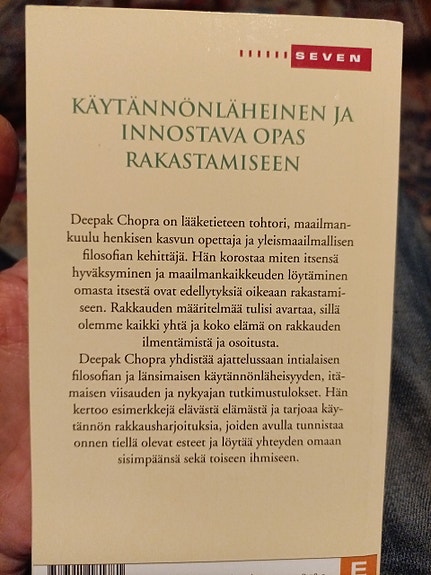 SEVEN
KÄYTÄNNÖNLÄHEINEN JA
INNOSTAVA OPAS
RAKASTAMISEEN
Deepak Chopra on lääketieteen tohtori, maailman-
kuulu henkisen kasvun opettaja ja yleismaailmallisen
filosofian kehittäjä. Hän korostaa miten itsensä
hyväksyminen ja maailmankaikkeuden löytäminen
omasta itsestä ovat edellytyksiä oikeaan rakastami-
seen. Rakkauden määritelmää tulisi avartaa, sillä
olemme kaikki yhtä ja koko elämä on rakkauden
ilmentämistä ja osoitusta.
Deepak Chopra yhdistää ajattelussaan intialaisen
filosofian ja länsimaisen käytännönläheisyyden, itä-
maisen viisauden ja nykyajan tutkimustulokset. Hän
kertoo esimerkkejä elävästä elämästä ja tarjoaa käy-
tännön rakkausharjoituksia, joiden avulla tunnistaa
onnen tiellä olevat esteet ja löytää yhteyden omaan
sisimpäänsä sekä toiseen ihmiseen.
E